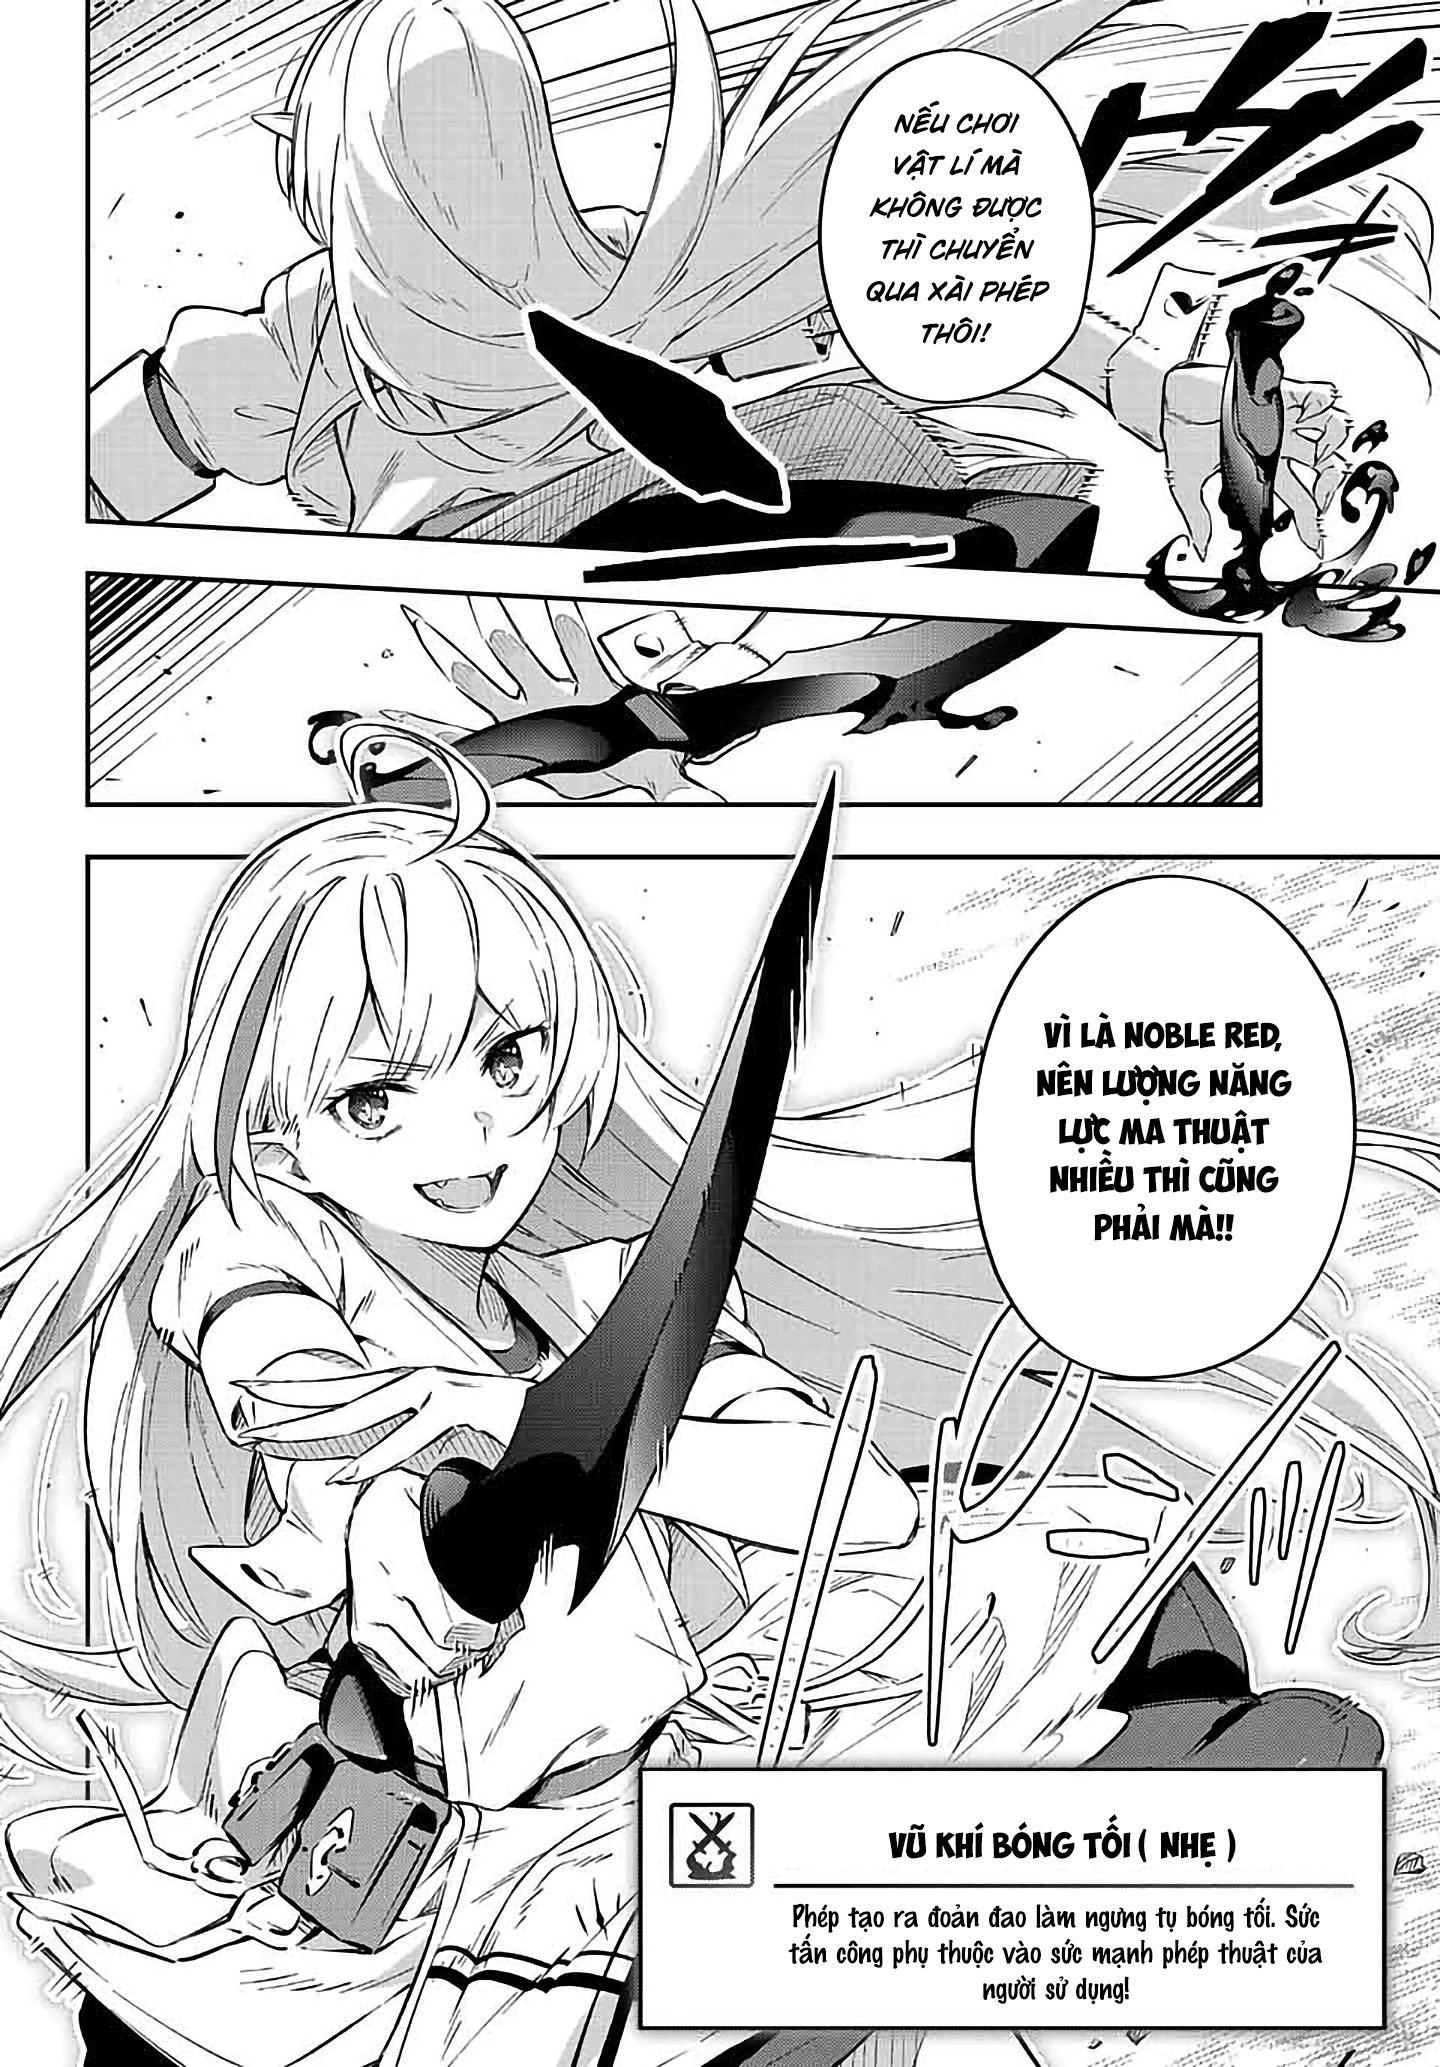 NẾU CHƠI
VẬT LÍ MÀ
KHÔNG ĐƯỢC
THÌ CHUYỂN
QUA XÀI PHÉP
THÔI!
VÌ LÀ NOBLE RED,
NÊN LƯỢNG NĂNG
LỰC MA THUẬT
NHIỀU THÌ CŨNG
PHẢI MÀ!!
VŨ KHÍ BÓNG TỐI ( NHẸ )
Phép tạo ra đoản đao làm ngưng tụ bóng tối. Sức
tấn công phụ thuộc vào sức mạnh phép thuật của
người sử dụng!